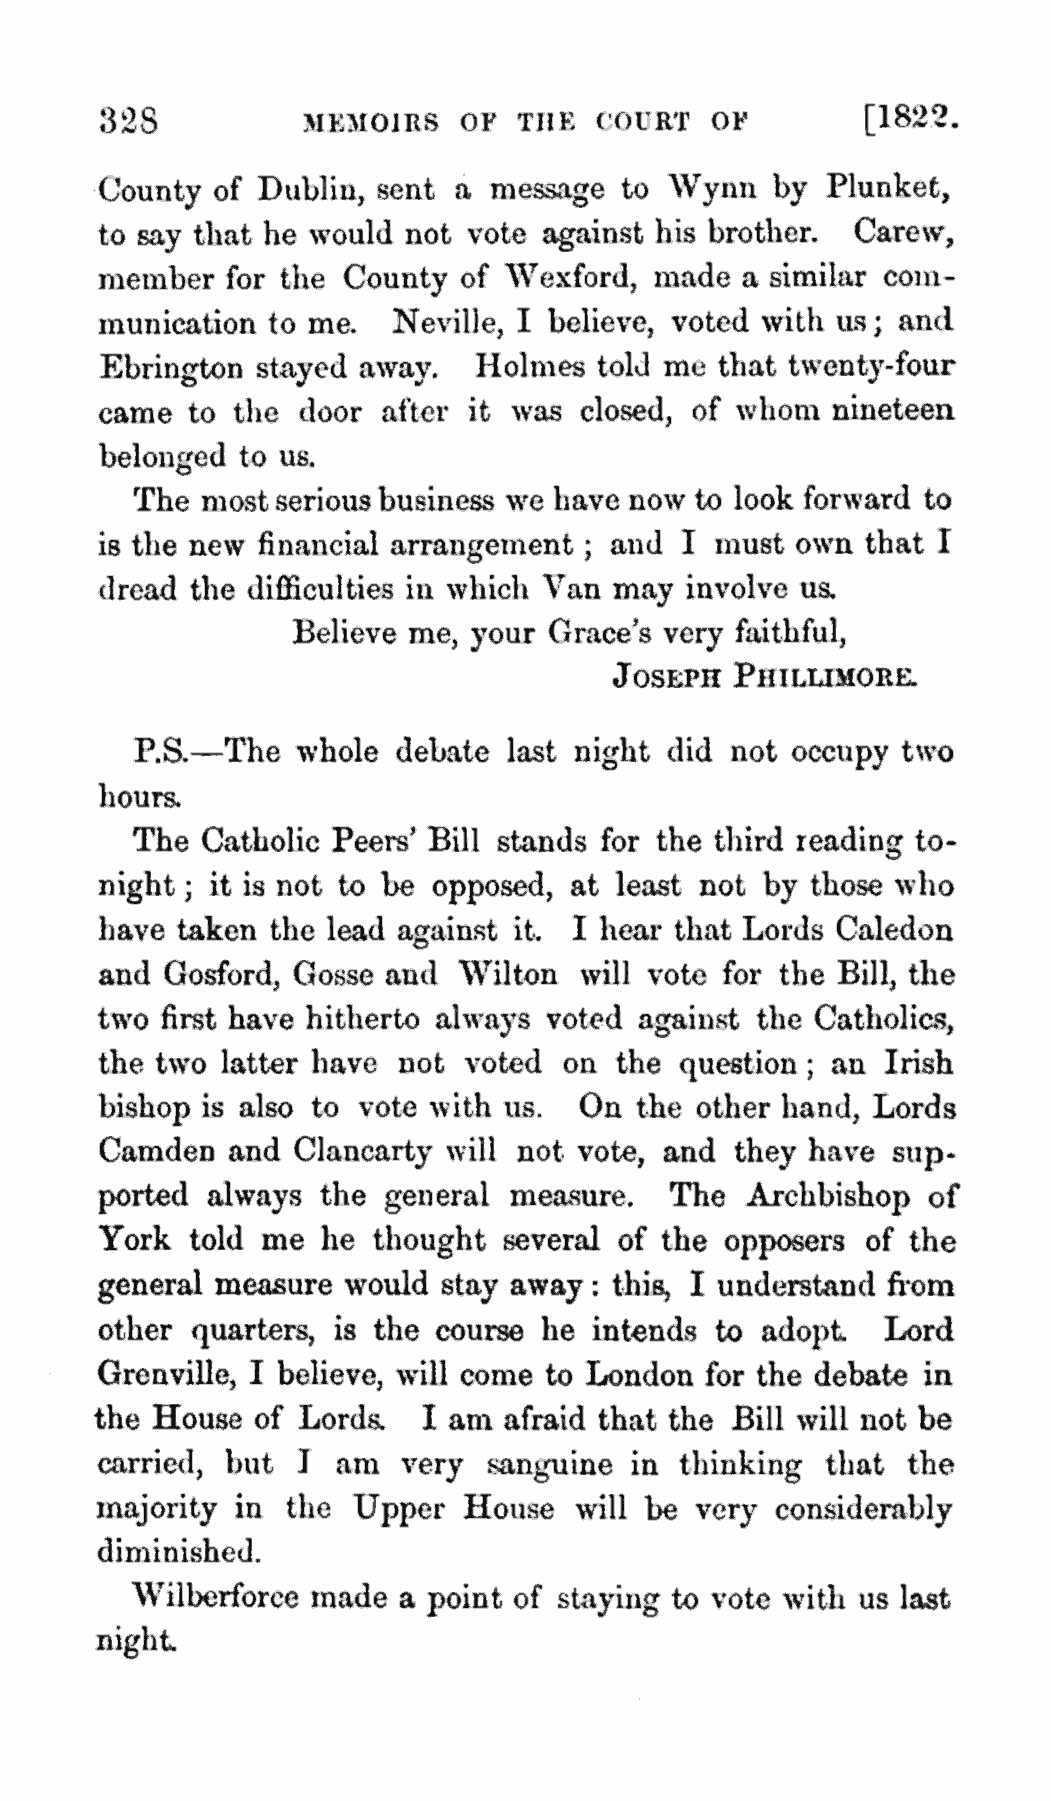 328 MEMOIRS OF THE COURT OF [1822.
County of Dublin, sent a message to Wynn by Plunket,
to say that he would not vote against his brother. Carew,
member for the County of Wexford, made a similar com-
munication to me. Neville, I believe, voted with us; and
Ebrington stayed away. Holmes told me that twenty-four
came to the door after it was closed, of whom nineteen
belonged to us.
The most serious business we have now to look forward to
is the new financial arrangement; and I must own that I
dread the difficulties in which Van may involve us.
Believe me, your Grace's very faithful,
JOSEPH PHILLIMORE.
P.S.—The whole debate last night did not occupy two
hours.
The Catholic Peers' Bill stands for the third reading to-
night; it is not to be opposed, at least not by those who
have taken the lead against it. I hear that Lords Caledon
and Gosford, Gosse and Wilton will vote for the Bill, the
two first have hitherto always voted against the Catholics,
the two latter have not voted on the question; an Irish
bishop is also to vote with us. On the other hand, Lords
Camden and Clancarty will not vote, and they have sup-
ported always the general measure. The Archbishop of
York told me he thought several of the opposers of the
general measure would stay away: this, I understand from
other quarters, is the course he intends to adopt. Lord
Grenville, I believe, will come to London for the debate in
the House of Lords. I am afraid that the Bill will not be
carried, but I am very sanguine in thinking that the
majority in the Upper House will be very considerably
diminished.
Wilberforce made a point of staying to vote with us last
night.